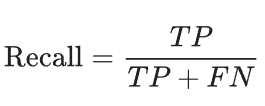 Recall = TP / (TP + FN)